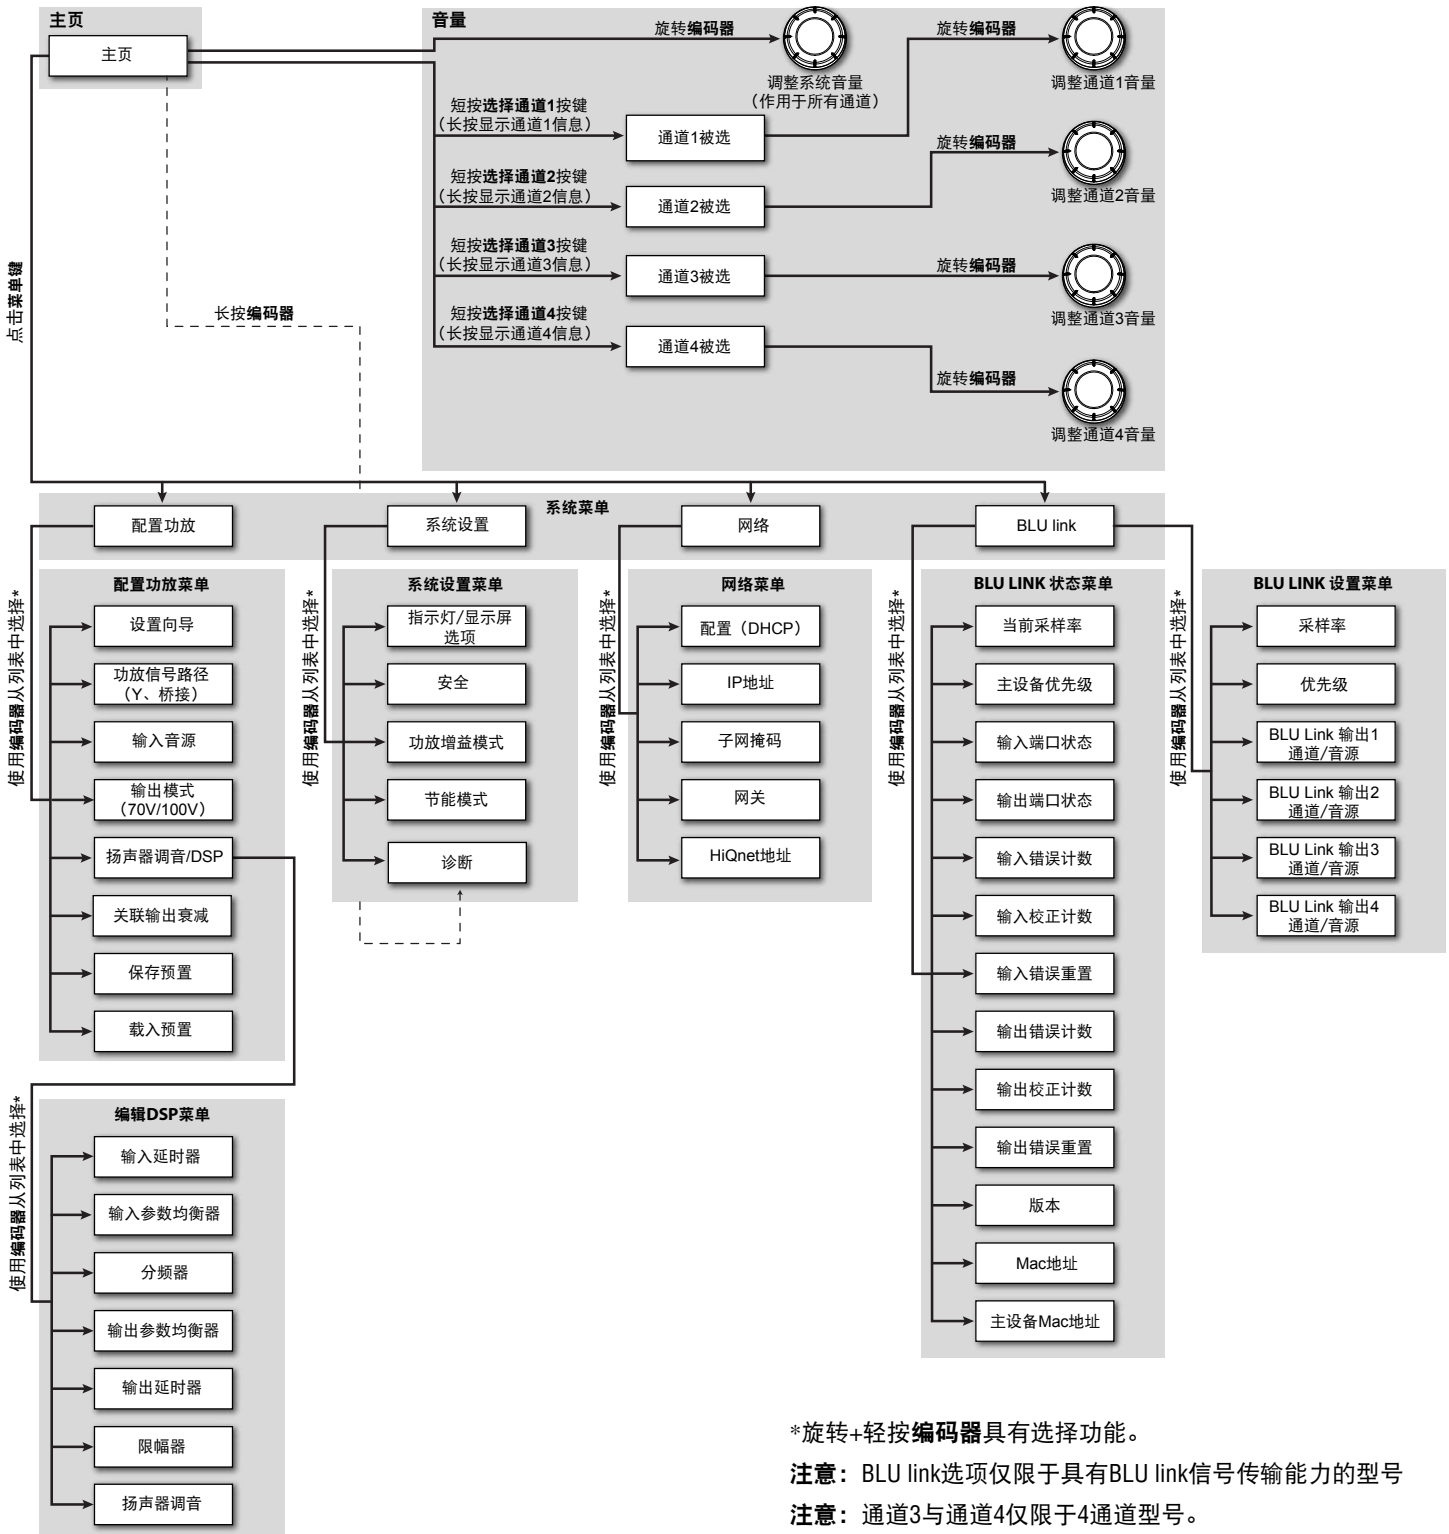 主页
主页
音量
旋转编码器
调整系统音量
（作用于所有通道）
旋转编码器
调整通道1音量
短按选择通道1按键
（长按显示通道1信息）
通道1被选
旋转编码器
调整通道2音量
短按选择通道2按键
（长按显示通道2信息）
通道2被选
短按选择通道3按键
（长按显示通道3信息）
通道3被选
旋转编码器
调整通道3音量
短按选择通道4按键
（长按显示通道4信息）
通道4被选
旋转编码器
调整通道4音量
点击菜单键
长按编码器
系统菜单
配置功放
系统设置
网络
BLU link
使用编码器从列表中选择*
配置功放菜单
设置向导
功放信号路径
（Y、桥接）
输入音源
输出模式
（70V/100V）
扬声器调音/DSP
关联输出衰减
保存预置
载入预置
使用编码器从列表中选择*
系统设置菜单
指示灯/显示屏
选项
安全
功放增益模式
节能模式
诊断
使用编码器从列表中选择*
网络菜单
配置（DHCP）
IP地址
子网掩码
网关
HiQnet地址
使用编码器从列表中选择*
BLU LINK 状态菜单
当前采样率
主设备优先级
输入端口状态
输出端口状态
输入错误计数
输入校正计数
输入错误重置
输出错误计数
输出校正计数
输出错误重置
版本
Mac地址
主设备Mac地址
使用编码器从列表中选择*
BLU LINK 设置菜单
采样率
优先级
BLU Link 输出1
通道/音源
BLU Link 输出2
通道/音源
BLU Link 输出3
通道/音源
BLU Link 输出4
通道/音源
使用编码器从列表中选择*
编辑DSP菜单
输入延时器
输入参数均衡器
分频器
输出参数均衡器
输出延时器
限幅器
扬声器调音
*旋转+轻按编码器具有选择功能。
注意：BLU link选项仅限于具有BLU link信号传输能力的型号
注意：通道3与通道4仅限于4通道型号。